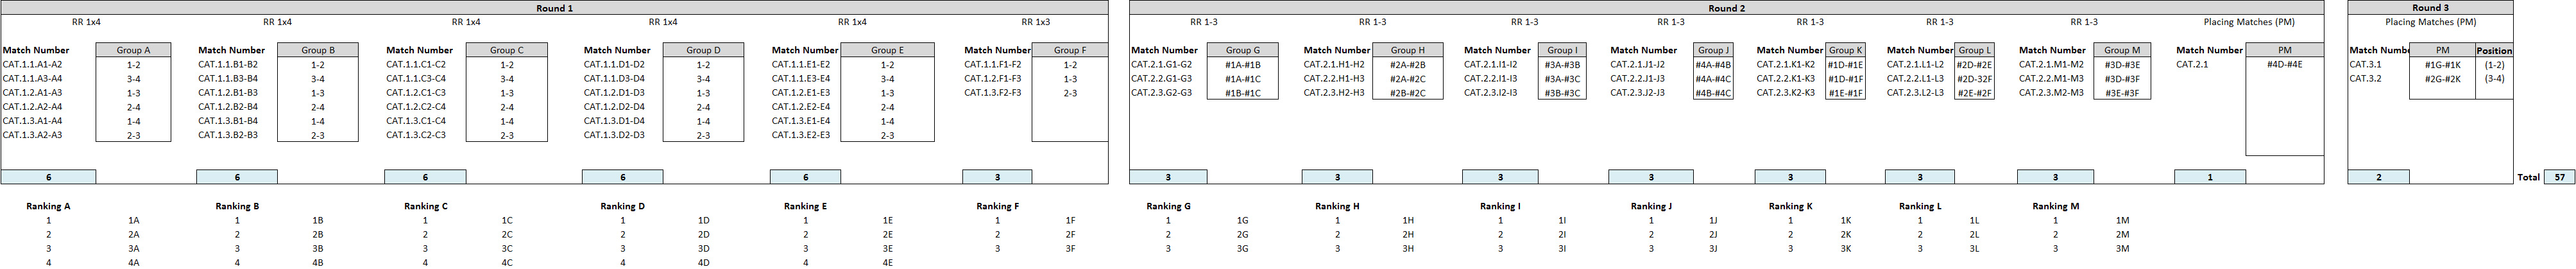 Round 1 Round 2 Round 3
RR 1x4 RR 1x4 RR 1x4 RR 1x4 RR 1x4 RR 1x3 RR 1-3 RR 1-3 RR 1-3 RR 1-3 RR 1-3 RR 1-3 RR 1-3 Placing Matches (PM) Placing Matches (PM)
Match Number Group A Match Number Group B Match Number Group C Match Number Group D Match Number Group E Match Number Group F Match Number Group G Match Number Group H Match Number Group I Match Number Group J Match Number Group K Match Number Group L Match Number Group M Match Number PM Match Numbe PM Position
CAT.1.1.A1-A2 1-2 CAT.1.1.B1-B2 1-2 CAT.1.1.C1-C2 1-2 CAT.1.1.D1-D2 1-2 CAT.1.1.E1-E2 1-2 CAT.1.1.F1-F2 1-2 CAT.2.1.G1-G2 #1A-#1B CAT.2.1.H1-H2 #2A-#2B CAT.2.1.I1-I2 #3A-#3B CAT.2.1.J1-J2 #4A-#4B CAT.2.1.K1-K2 #1D-#1E CAT.2.1.L1-L2 #2D-#2E CAT.2.1.M1-M2 #3D-#3E CAT.2.1 #4D-#4E CAT.3.1 #1G-#1K (1-2)
CAT.1.1.A3-A4 3-4 CAT.1.1.B3-B4 3-4 CAT.1.1.C3-C4 3-4 CAT.1.1.D3-D4 3-4 CAT.1.1.E3-E4 3-4 CAT.1.2.F1-F3 1-3 CAT.2.2.G1-G3 #1A-#1C CAT.2.2.H1-H3 #2A-#2C CAT.2.2.I1-I3 #3A-#3C CAT.2.2.J1-J3 #4A-#4C CAT.2.2.K1-K3 #1D-#1F CAT.2.2.L1-L3 #2D-32F CAT.2.2.M1-M3 #3D-#3F CAT.3.2 #2G-#2K (3-4)
CAT.1.2.A1-A3 1-3 CAT.1.2.B1-B3 1-3 CAT.1.2.C1-C3 1-3 CAT.1.2.D1-D3 1-3 CAT.1.2.E1-E3 1-3 CAT.1.3.F2-F3 2-3 CAT.2.3.G2-G3 #1B-#1C CAT.2.3.H2-H3 #2B-#2C CAT.2.3.I2-I3 #3B-#3C CAT.2.3.J2-J3 #4B-#4C CAT.2.3.K2-K3 #1E-#1F CAT.2.3.L2-L3 #2E-#2F CAT.2.3.M2-M3 #3E-#3F
CAT.1.2.A2-A4 2-4 CAT.1.2.B2-B4 2-4 CAT.1.2.C2-C4 2-4 CAT.1.2.D2-D4 2-4 CAT.1.2.E2-E4 2-4
CAT.1.3.A1-A4 1-4 CAT.1.3.B1-B4 1-4 CAT.1.3.C1-C4 1-4 CAT.1.3.D1-D4 1-4 CAT.1.3.E1-E4 1-4
CAT.1.3.A2-A3 2-3 CAT.1.3.B2-B3 2-3 CAT.1.3.C2-C3 2-3 CAT.1.3.D2-D3 2-3 CAT.1.3.E2-E3 2-3
6 6 6 6 6 3 3 3 3 3 3 3 3 1 2 Total 57
Ranking A Ranking B Ranking C Ranking D Ranking E Ranking F Ranking G Ranking H Ranking I Ranking J Ranking K Ranking L Ranking M
1 1A 1 1B 1 1C 1 1D 1 1E 1 1F 1 1G 1 1H 1 1I 1 1J 1 1K 1 1L 1 1M
2 2A 2 2B 2 2C 2 2D 2 2E 2 2F 2 2G 2 2H 2 2I 2 2J 2 2K 2 2L 2 2M
3 3A 3 3B 3 3C 3 3D 3 3E 3 3F 3 3G 3 3H 3 3I 3 3J 3 3K 3 3L 3 3M
4 4A 4 4B 4 4C 4 4D 4 4E